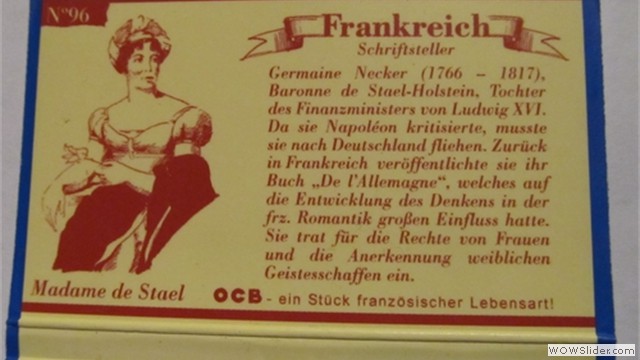 Nº96
Frankreich
Schriftsteller
Germaine Necker (1766 – 1817),
Baronne de Stael-Holstein, Tochter
des Finanzministers von Ludwig XVI.
Da sie Napoléon kritisierte, musste
sie nach Deutschland fliehen. Zurück
in Frankreich veröffentlichte sie ihr
Buch „De l'Allemagne“, welches auf
die Entwicklung des Denkens in der
frz. Romantik großen Einfluss hatte.
Sie trat für die Rechte von Frauen
und die Anerkennung weiblichen
Geistesschaffen ein.
Madame de Stael
OCB - ein Stück französischer Lebensart!
WOWSlider.com